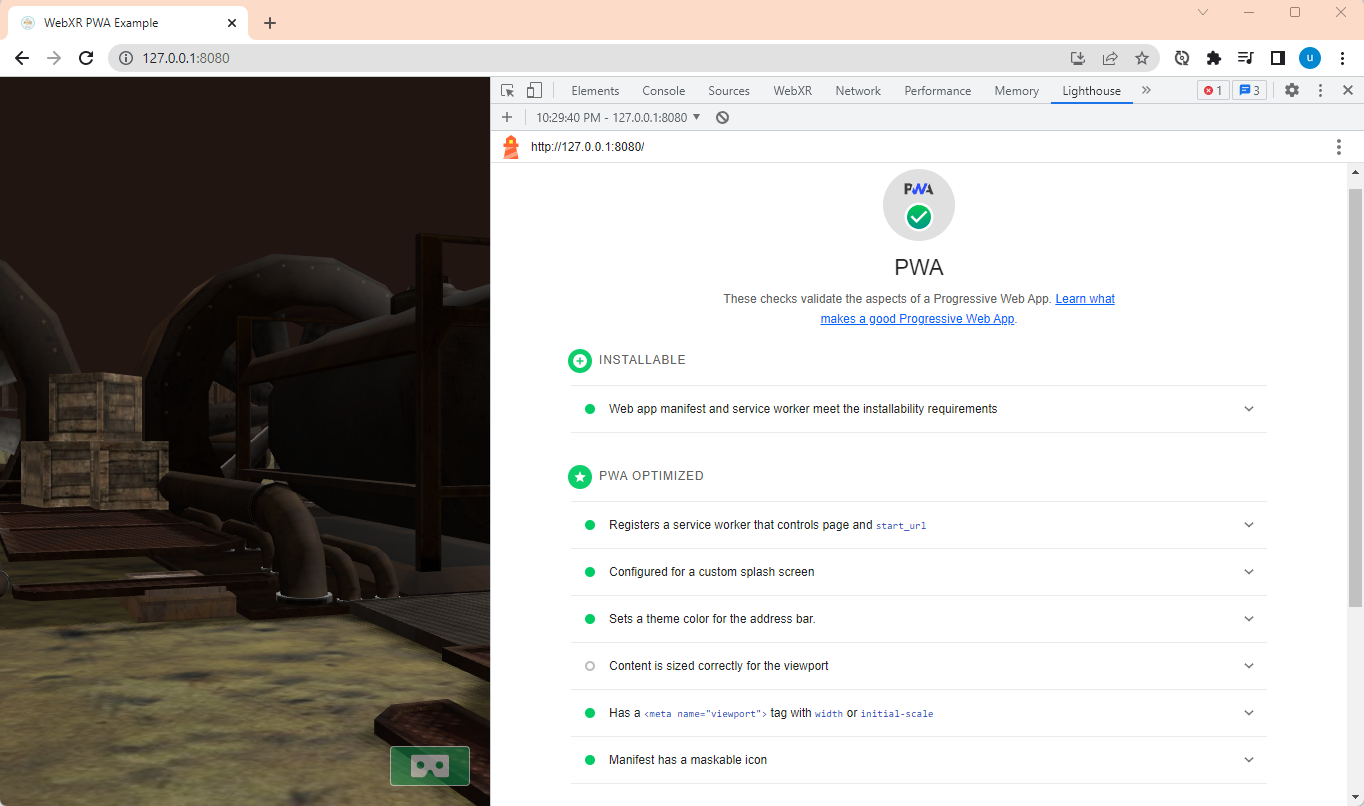 WebXR PWA Example
127.0.0.1:8080
u
Elements Console Sources WebXR Network Performance Memory Lighthouse » 1 3
10:29:40 PM - 127.0.0.1:8080
http://127.0.0.1:8080/
PWA
PWA
These checks validate the aspects of a Progressive Web App. Learn what
makes a good Progressive Web App.
INSTALLABLE
Web app manifest and service worker meet the installability requirements
PWA OPTIMIZED
Registers a service worker that controls page and start_url
Configured for a custom splash screen
Sets a theme color for the address bar.
Content is sized correctly for the viewport
Has a <meta name="viewport"> tag with width or initial-scale
Manifest has a maskable icon